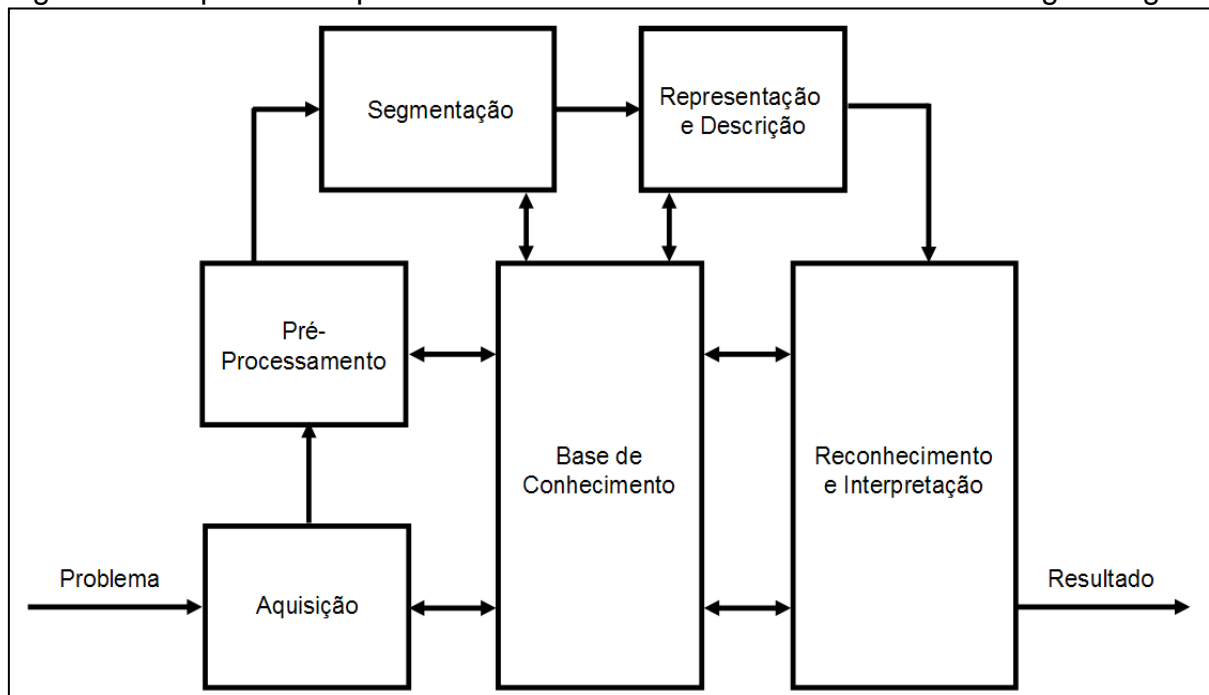 Segmentação
Representação
e Descrição
Pré-
Processamento
Base de
Conhecimento
Reconhecimento
e Interpretação
Problema
Aquisição
Resultado